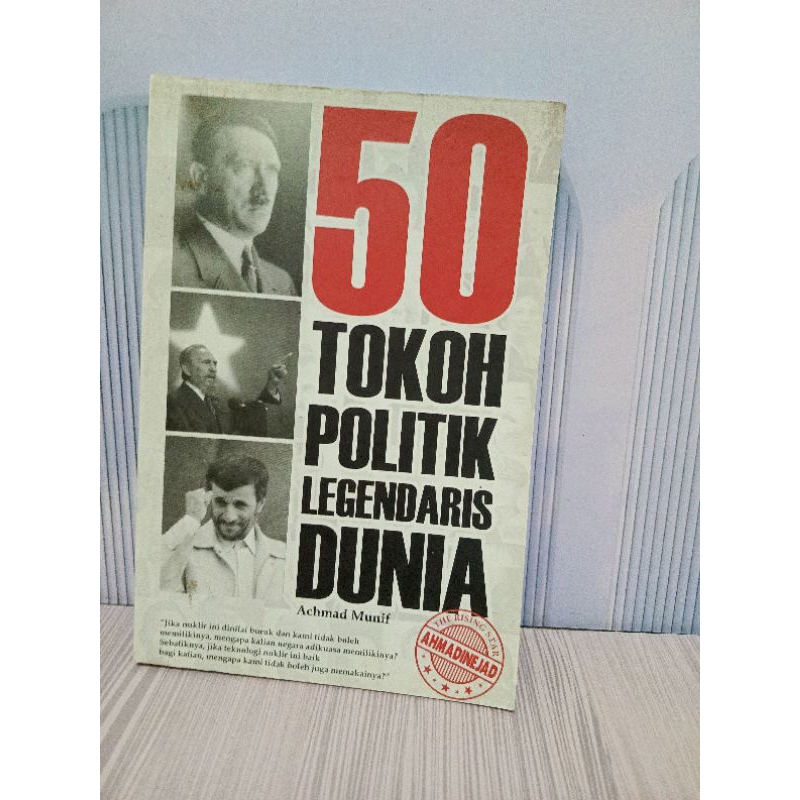 50
TOKOH
POLITIK
LEGENDARIS
DUNIA
Achmad Munif
"Jika nuklir ini dinilai buruk dan kami tidak boleh
memilikinya, mengapa kalian negara adikuasa memilikinya?
Sebaliknya, jika teknologi nuklir ini baik
bagi kalian, mengapa kami tidak boleh juga memakainya?"
THE RISING STAR
AHMADINEJAD